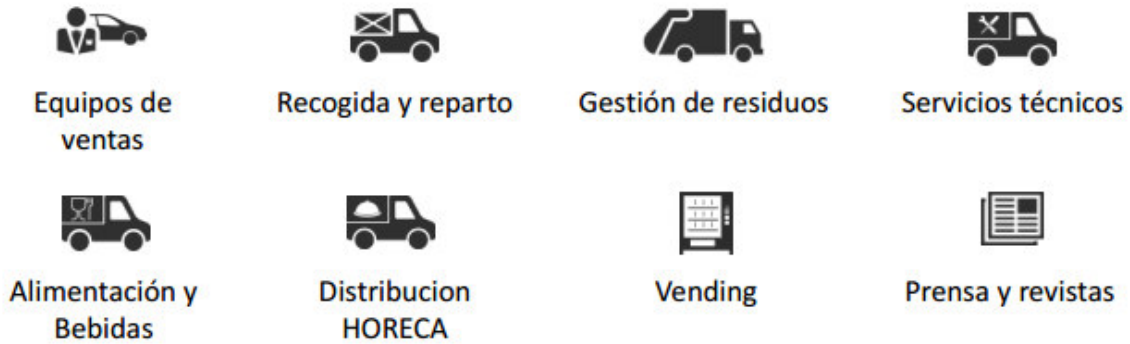 Equipos de
ventas
Recogida y reparto
Gestión de residuos
Servicios técnicos
Alimentación y
Bebidas
Distribucion
HORECA
Vending
Prensa y revistas